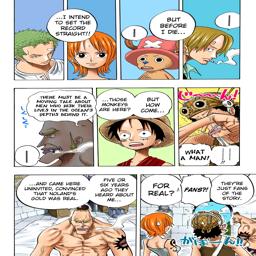 I INTEND TO
SET THE
RECORD
STRAIGHT!!
BUT
BEFORE
I DIE...
THERE MUST BE A
MOVING TALE ABOUT
MEN WHO RISK THEIR
LIVES IN THE OCEAN'S
DEPTHS BEHIND IT.
BUT
HOW
COME...
...THOSE
MONKEYS
ARE HERE?
WHAT
A MAN!
...AND CAME HERE
UNINVITED, CONVINCED
THAT NOLAND'S
GOLD WAS REAL.
FIVE OR
SIX YEARS
AGO THEY
HEARD ABOUT
ME...
FOR
REAL?
FANS?!
THEY'RE
JUST FANS
OF THE
STORY.